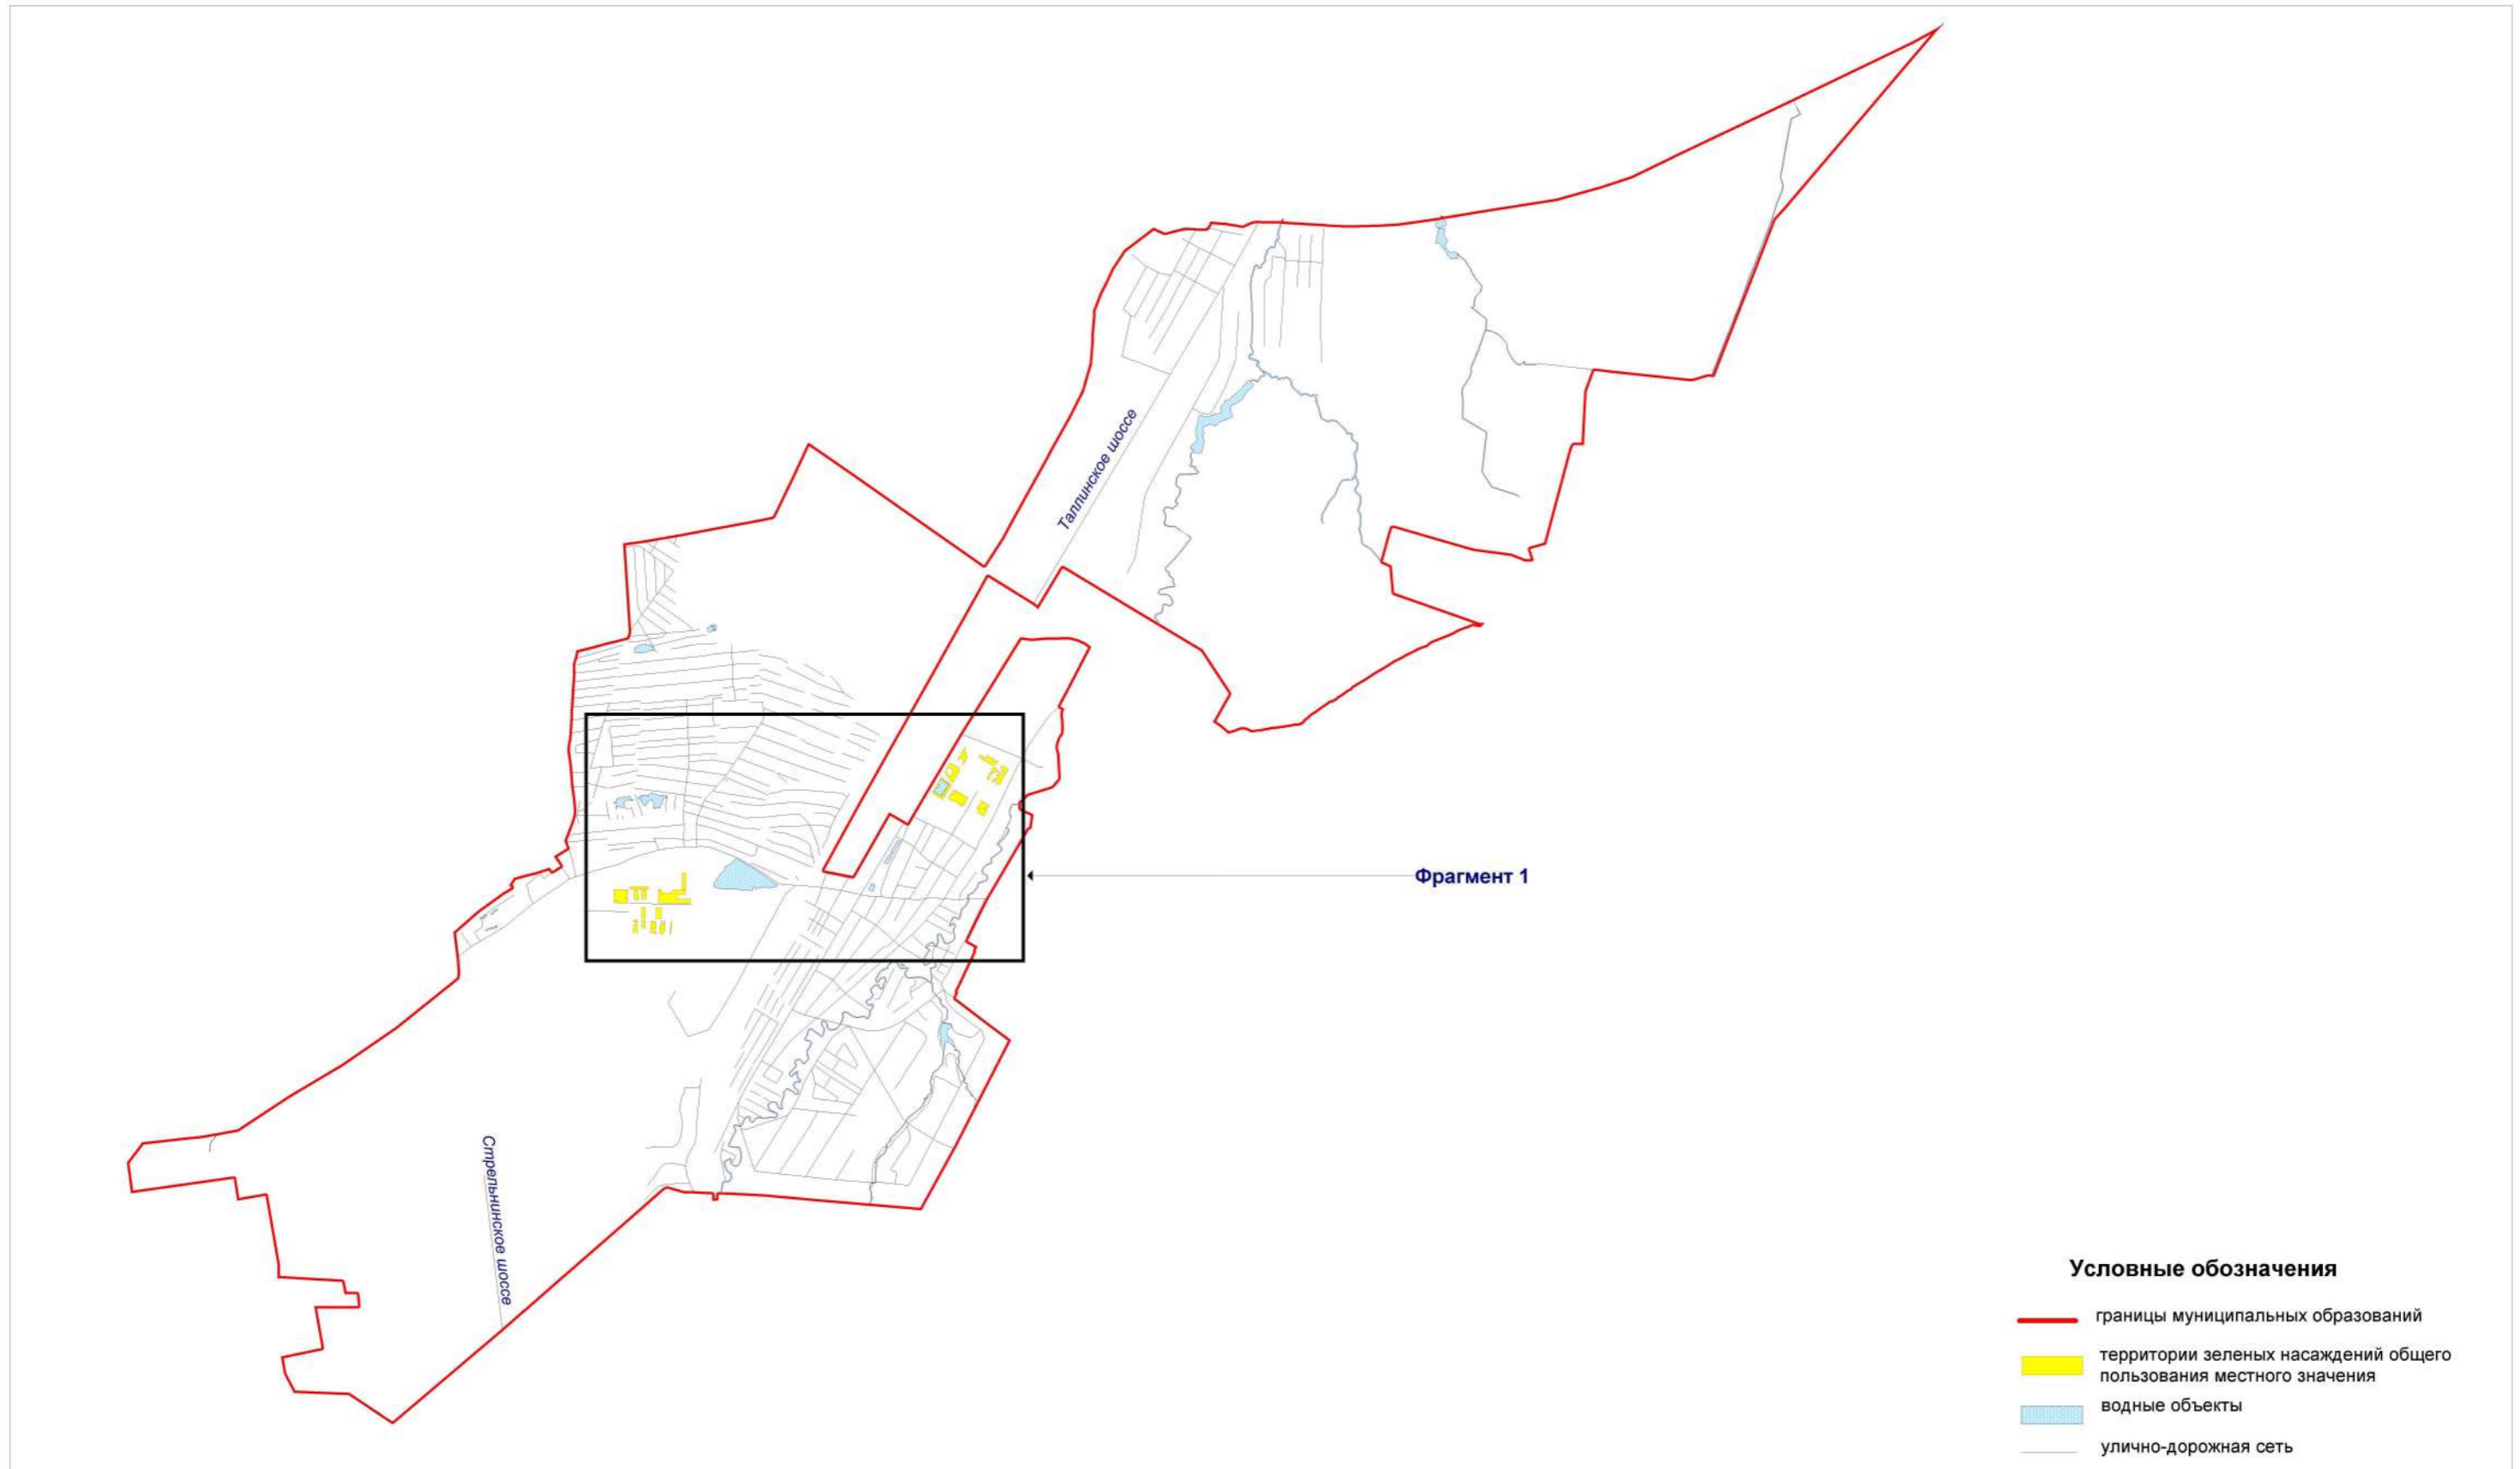 Таллинское шоссе
Фрагмент 1
Стрельнинское шоссе
Условные обозначения
границы муниципальных образований
территории зеленых насаждений общего
пользования местного значения
водные объекты
улично-дорожная сеть